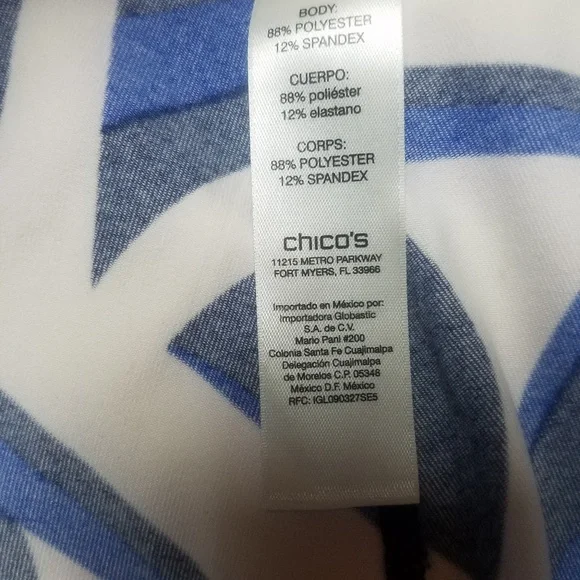 BODY:
88% POLYESTER
12% SPANDEX
CUERPO:
88% poliéster
12% elastano
CORPS:
88% POLYESTER
12% SPANDEX
chico's
11215 METRO PARKWAY
FORT MYERS, FL 33966
Importado en México por:
Importadora Globastic
S.A. de C.V.
Mario Pani #200
Colonia Santa Fe Cuajimalpa
Delegación Cuajimalpa
de Morelos C.P. 05348
México D.F. México
RFC: IGL090327SE5